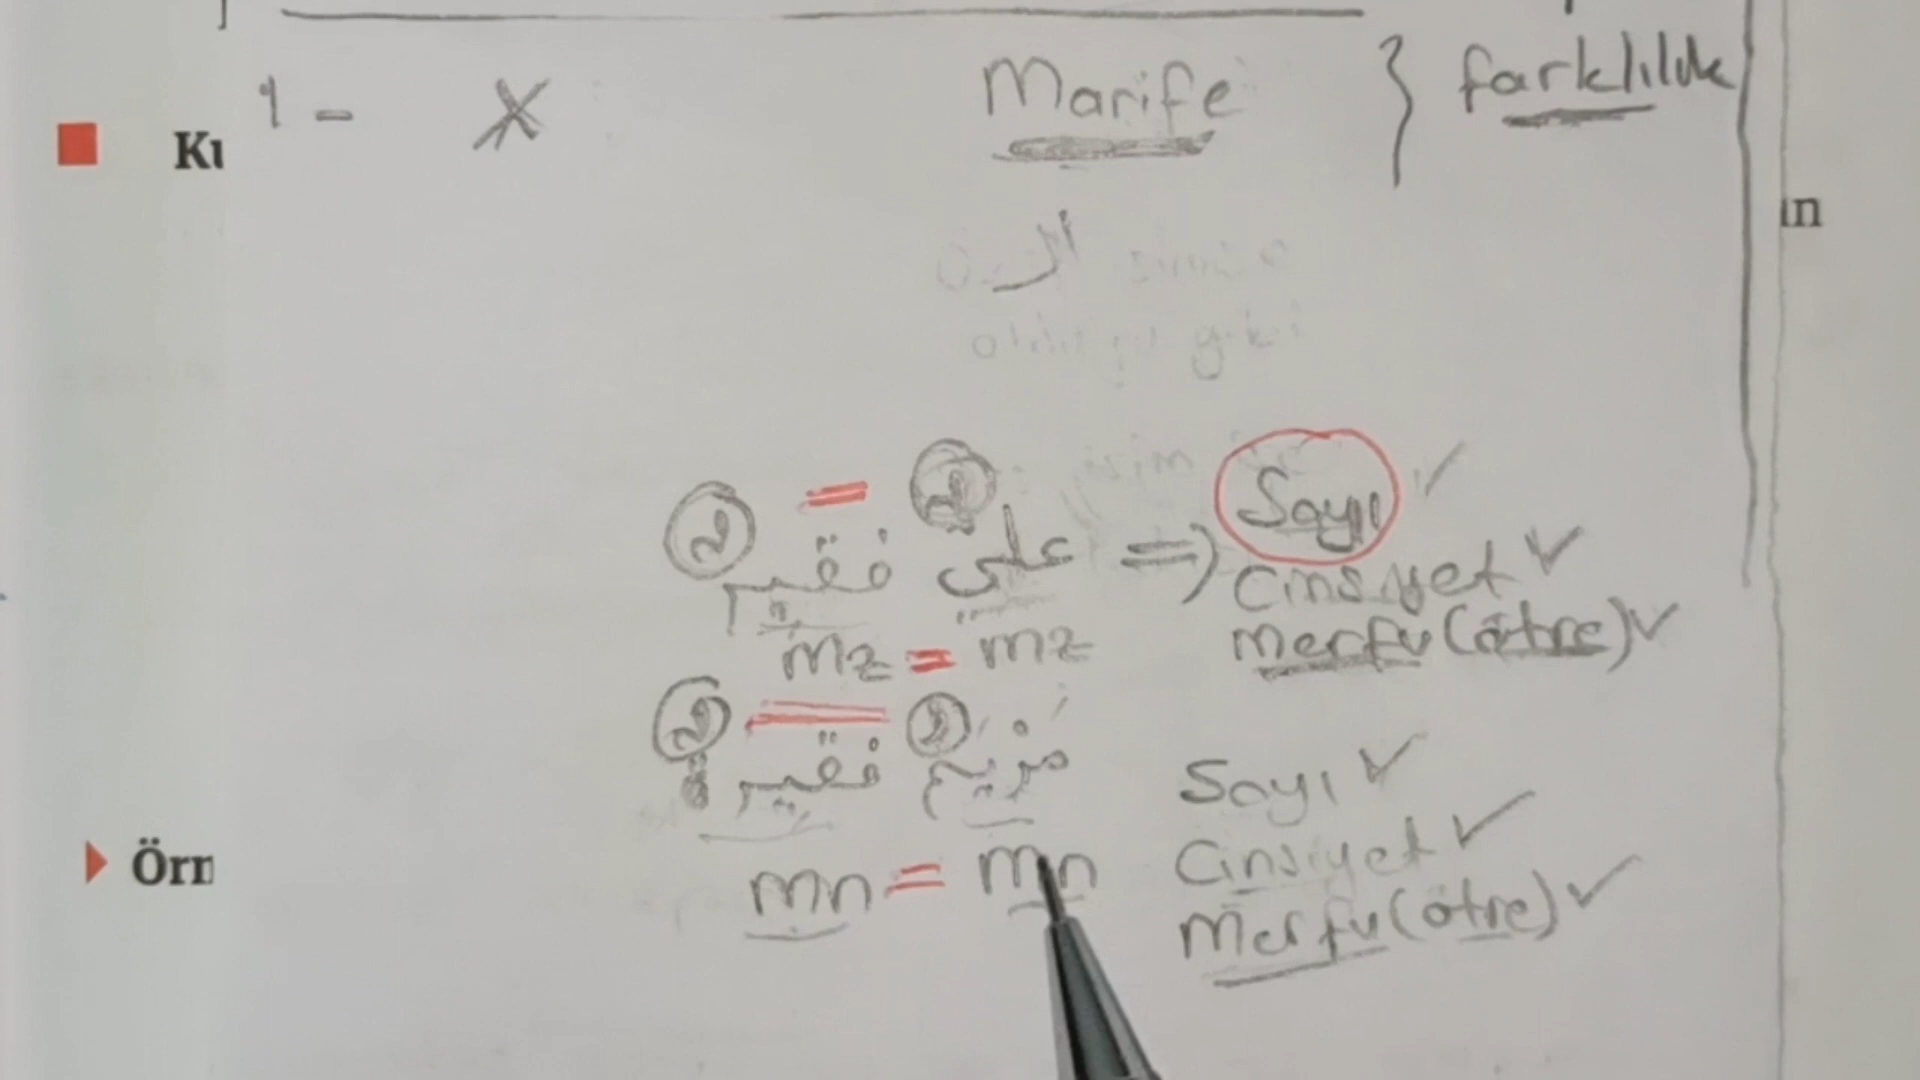 1 - X Marife } farklılık
Kı
ın
ال
علي فقير => Sayı ✓
Cinsiyet ✓
mz = mz Merfu (ötre) ✓
مريم فقيرة Sayı ✓
Örn
mn = mn Cinsiyet ✓
Merfu (ötre) ✓